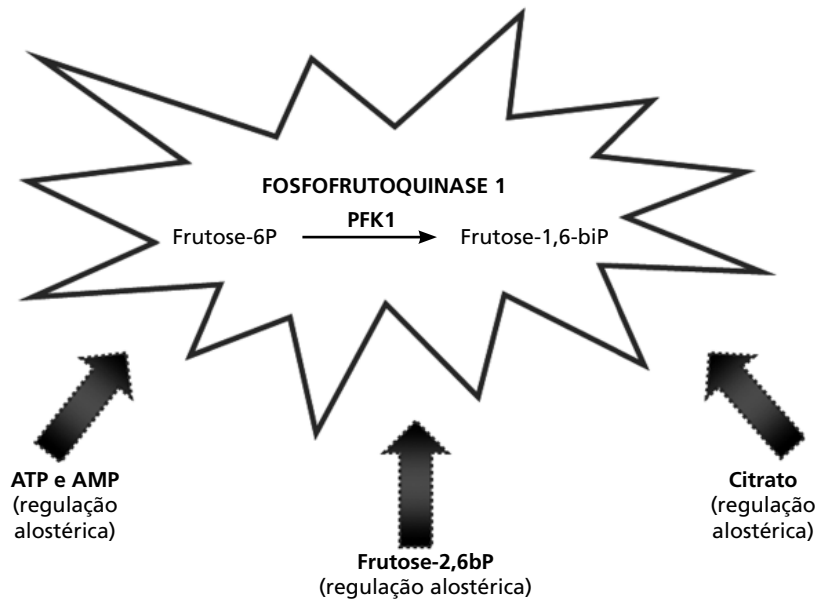 FOSFOFRUTOQUINASE 1
PFK1
Frutose-6P
Frutose-1,6-biP
ATP e AMP
(regulação
alostérica)
Frutose-2,6bP
(regulação alostérica)
Citrato
(regulação
alostérica)